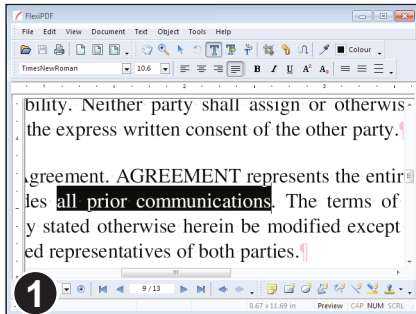 FlexiPDF
File Edit View Document Text Object Tools Help
Colour
TimesNewRoman 10.6 B I U A A
bility. Neither party shall assign or otherwis
the express written consent of the other party.¶
greement. AGREEMENT represents the entir
des all prior communications. The terms of
y stated otherwise herein be modified except
ed representatives of both parties.¶
1
9 / 13
8.67 x 11.69 in Preview CAP NUM SCRL